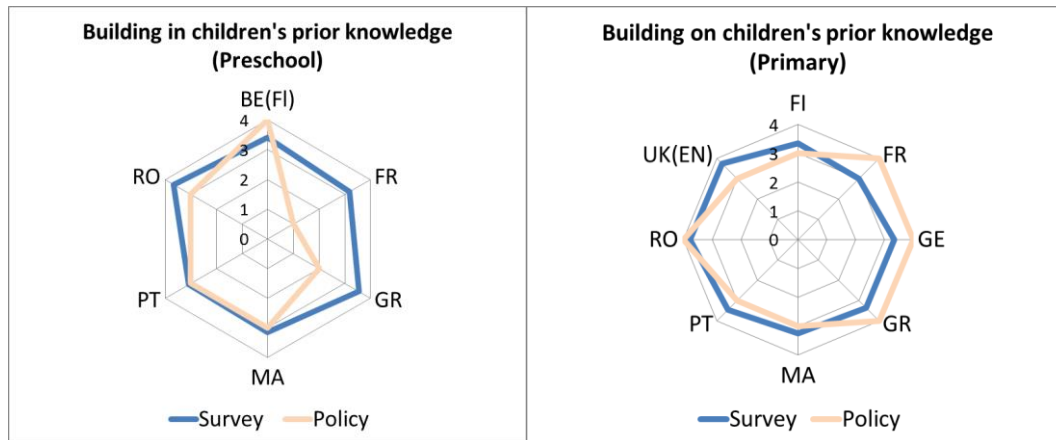 Building in children's prior knowledge
(Preschool)
BE(Fl)
4
3
2
1
0
RO
FR
PT
GR
MA
Survey
Policy
Building on children's prior knowledge
(Primary)
FI
4
3
2
1
0
UK(EN)
FR
RO
GE
PT
GR
MA
Survey
Policy